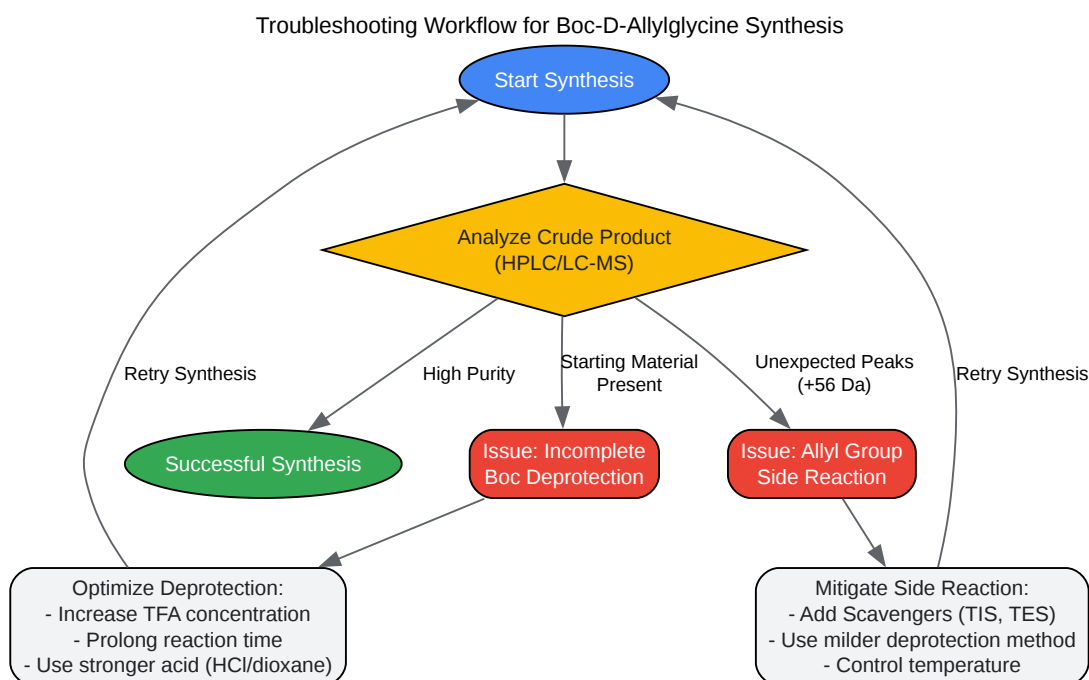 Troubleshooting Workflow for Boc-D-Allylglycine Synthesis
Start Synthesis
Analyze Crude Product
(HPLC/LC-MS)
Retry Synthesis
High Purity
Starting Material
Present
Unexpected Peaks
(+56 Da)
Retry Synthesis
Successful Synthesis
Issue: Incomplete
Boc Deprotection
Issue: Allyl Group
Side Reaction
Optimize Deprotection:
- Increase TFA concentration
- Prolong reaction time
- Use stronger acid (HCl/dioxane)
Mitigate Side Reaction:
- Add Scavengers (TIS, TES)
- Use milder deprotection method
- Control temperature